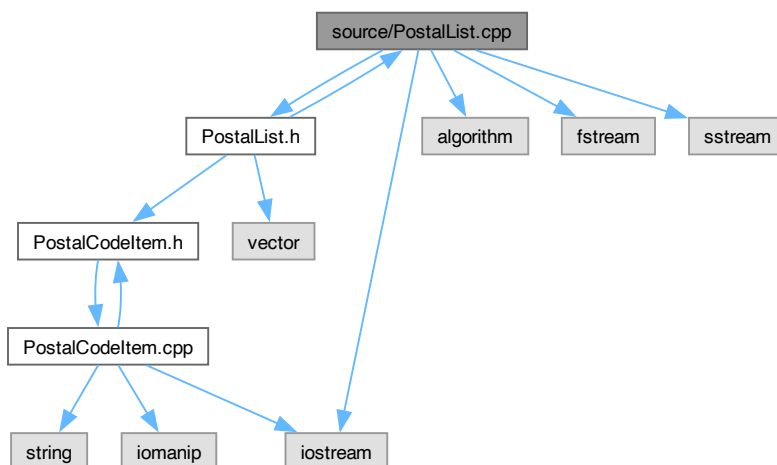 source/PostalList.cpp
PostalList.h
algorithm
fstream
sstream
PostalCodeItem.h
vector
PostalCodeItem.cpp
string
iomanip
iostream